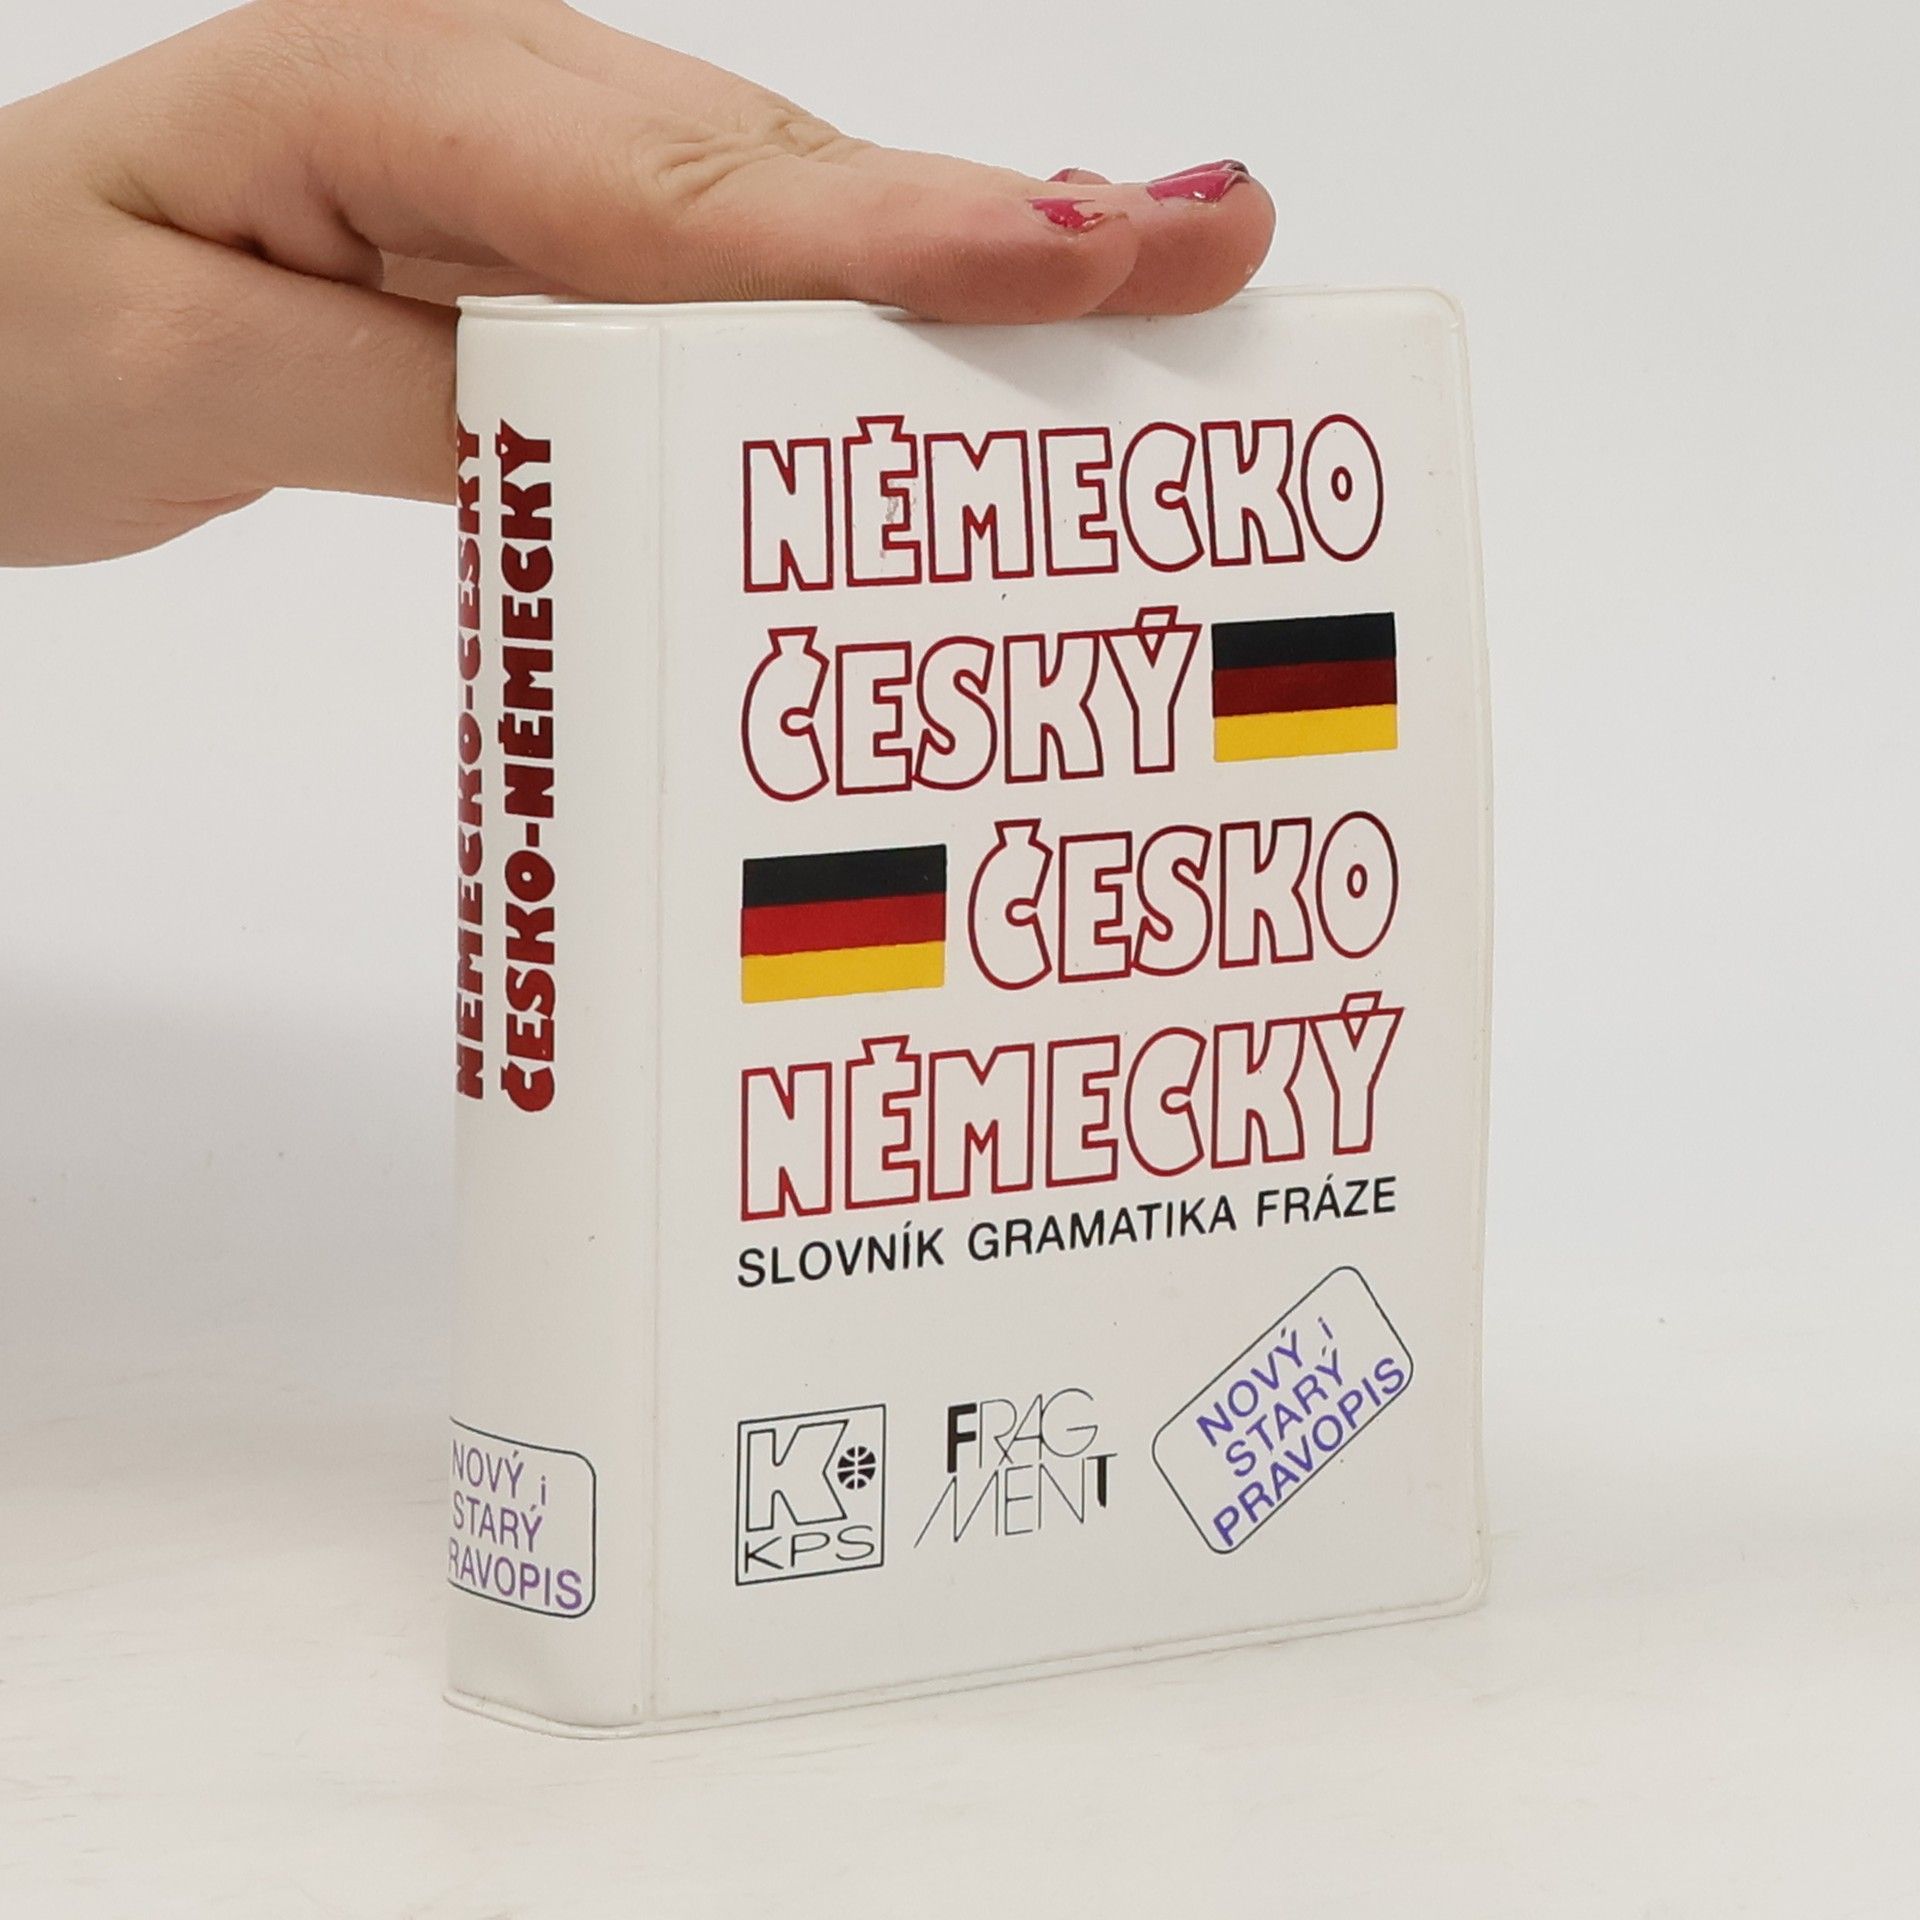 NĚMECKO-ČESKÝ
ČESKO-NĚMECKÝ
NOVÝ i
STARÝ
RAVOPIS
NĚMECKO
ČESKÝ
ČESKO
NĚMECKÝ
SLOVNÍK GRAMATIKA FRÁZE
K
KPS
FRAG
MENT
NOVÝ i
STARÝ
PRAVOPIS